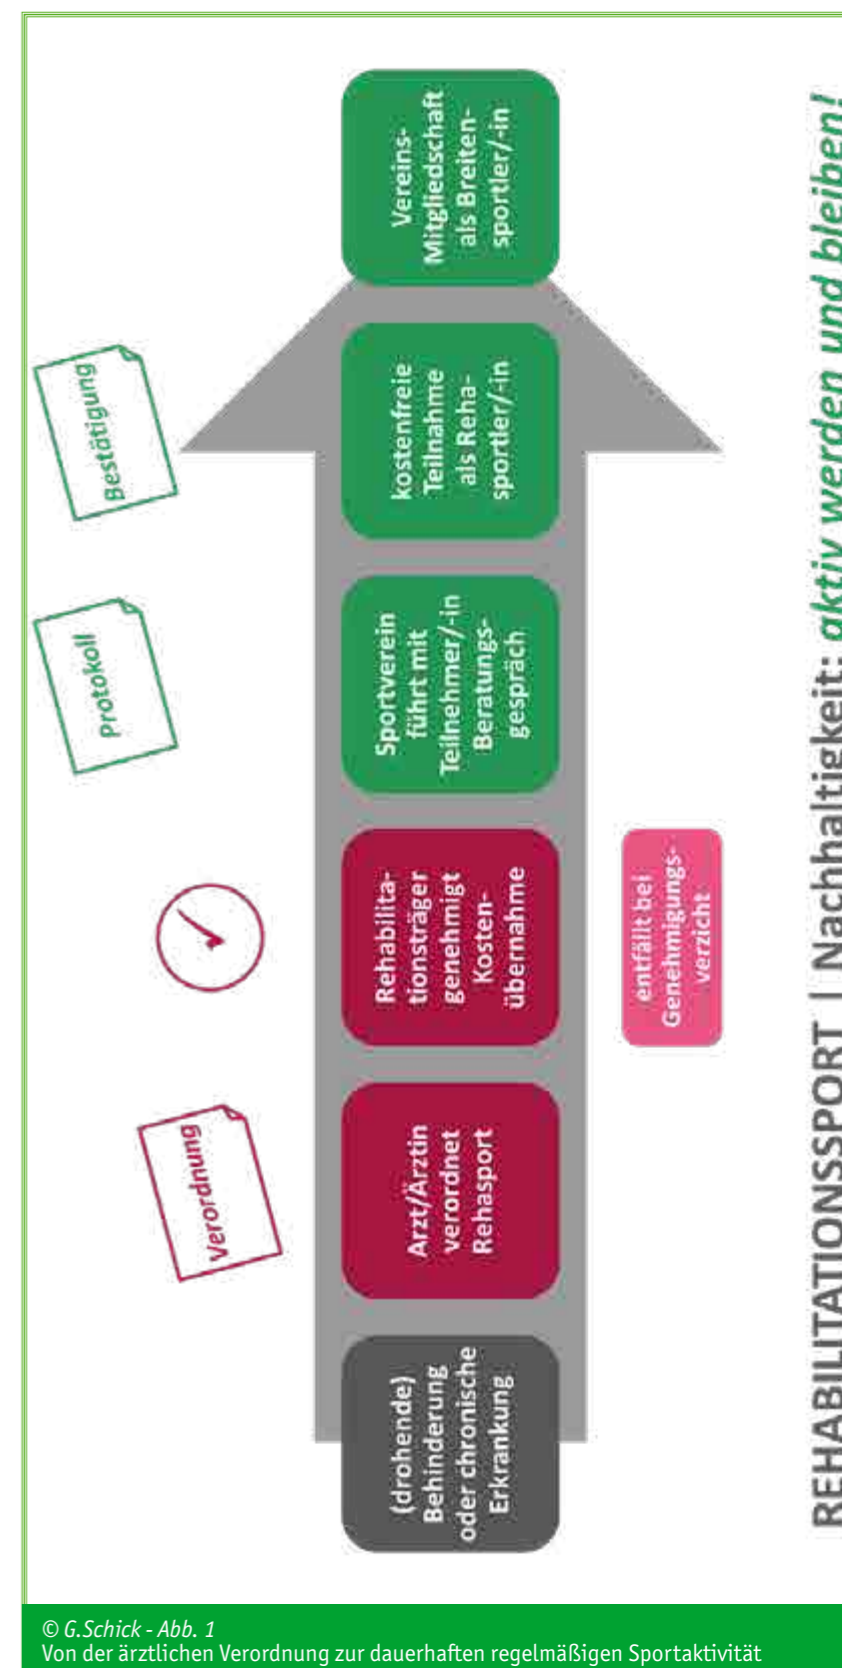 Verordnung
Protokoll
Bestätigung
(drohende)
Behinderung
oder chronische
Erkrankung
Arzt/Ärztin
verordnet
Rehasport
Rehabilita-
tionsträger
genehmigt
Kosten-
übernahme
Sportverein
führt mit
Teilnehmer/-in
Beratungs-
gespräch
kostenfreie
Teilnahme
als Reha-
sportler/-in
Vereins-
Mitgliedschaft
als Breiten-
sportler/-in
entfällt bei
Genehmigungs-
verzicht
REHABILITATIONSSPORT | Nachhaltigkeit: aktiv werden und bleiben!
© G.Schick - Abb. 1
Von der ärztlichen Verordnung zur dauerhaften regelmäßigen Sportaktivität